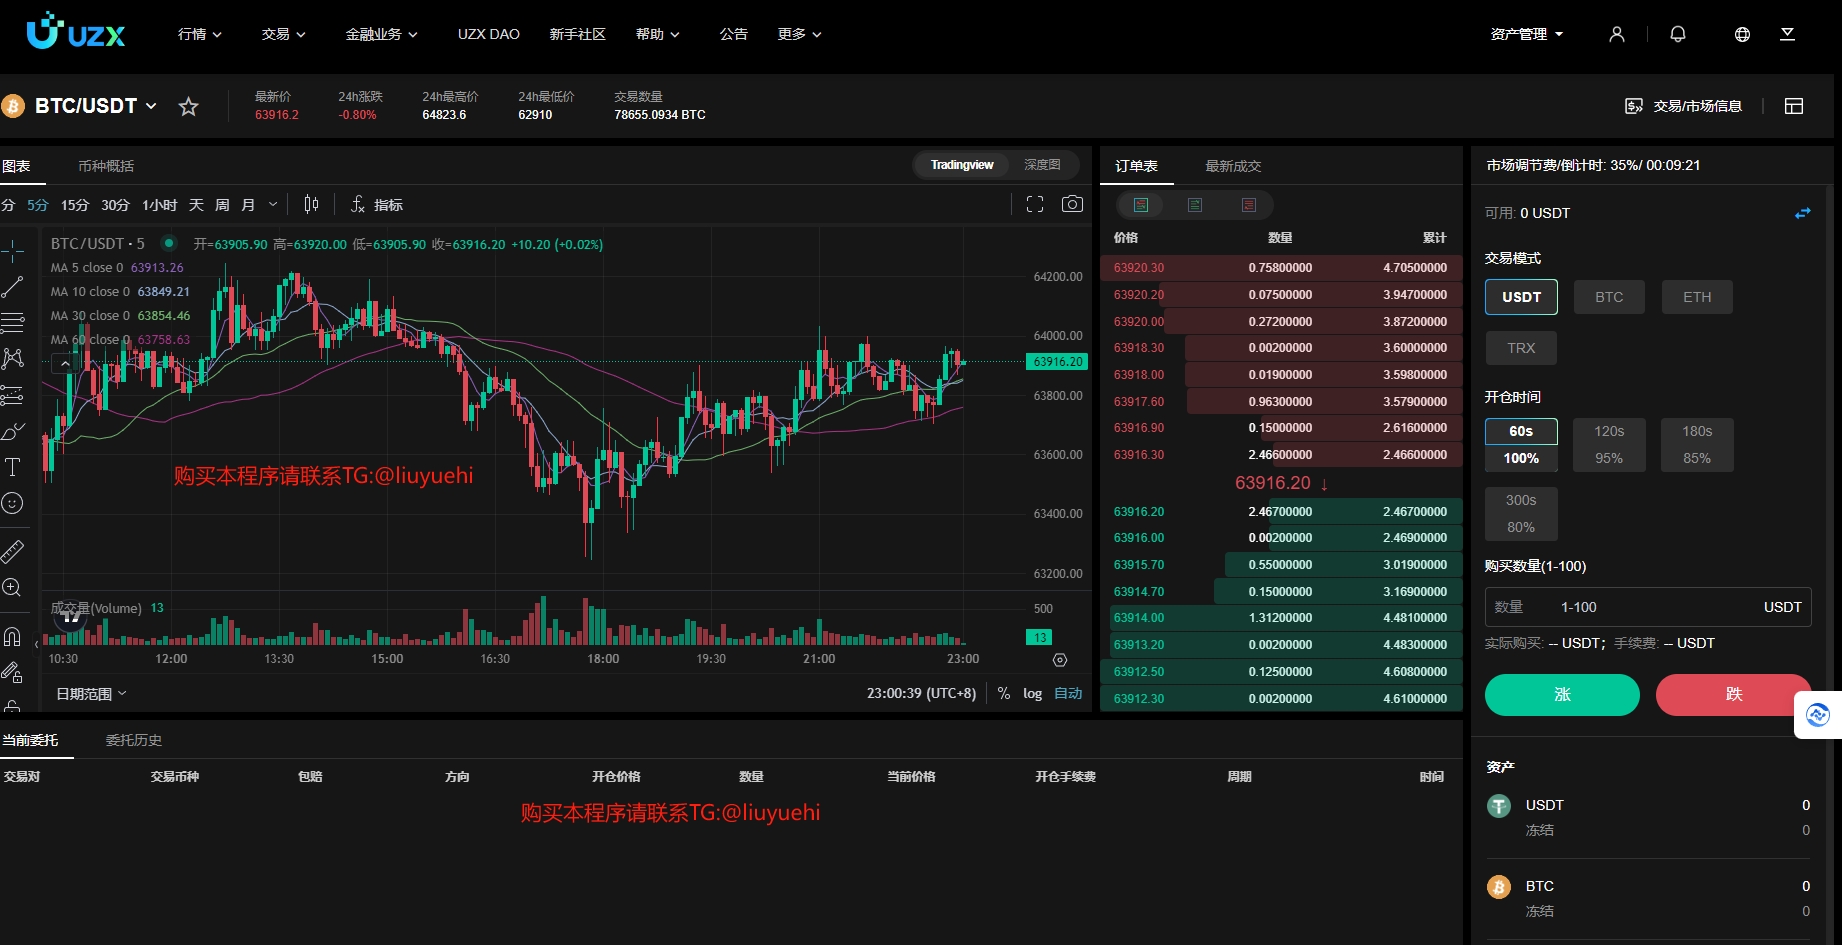 UZX
行情 交易 金融业务 UZX DAO 新手社区 帮助 公告 更多 资产管理
BTC/USDT
最新价 24h涨跌 24h最高价 24h最低价 交易数量
63916.2 -0.80% 64823.6 62910 78655.0934 BTC
交易/市场信息
图表 币种概括 Tradingview 深度图
分 5分 15分 30分 1小时 天 周 月 指标
BTC/USDT · 5 开=63905.90 高=63920.00 低=63905.90 收=63916.20 +10.20 (+0.02%)
MA 5 close 0 63913.26
MA 10 close 0 63849.21
MA 30 close 0 63854.46
MA 60 close 0 63758.63
64200.00
64000.00
63916.20
63800.00
63600.00
63400.00
63200.00
购买本程序请联系TG:@liuyuehi
成交量(Volume) 13
500
13
10:30 12:00 13:30 15:00 16:30 18:00 19:30 21:00 23:00
日期范围 23:00:39 (UTC+8) % log 自动
订单表 最新成交
价格 数量 累计
63920.30 0.75800000 4.70500000
63920.20 0.07500000 3.94700000
63920.00 0.27200000 3.87200000
63918.30 0.00200000 3.60000000
63918.00 0.01900000 3.59800000
63917.60 0.96300000 3.57900000
63916.90 0.15000000 2.61600000
63916.30 2.46600000 2.46600000
63916.20 ↓
63916.20 2.46700000 2.46700000
63916.00 0.00200000 2.46900000
63915.70 0.55000000 3.01900000
63914.70 0.15000000 3.16900000
63914.00 1.31200000 4.48100000
63913.20 0.00200000 4.48300000
63912.50 0.12500000 4.60800000
63912.30 0.00200000 4.61000000
市场调节费/倒计时: 35%/ 00:09:21
可用: 0 USDT
交易模式
USDT BTC ETH
TRX
开仓时间
60s 120s 180s
100% 95% 85%
300s
80%
购买数量(1-100)
数量 1-100 USDT
实际购买: -- USDT; 手续费: -- USDT
涨 跌
资产
USDT 0
冻结 0
BTC 0
冻结 0
当前委托 委托历史
交易对 交易币种 包赔 方向 开仓价格 数量 当前价格 开仓手续费 周期 时间
购买本程序请联系TG:@liuyuehi